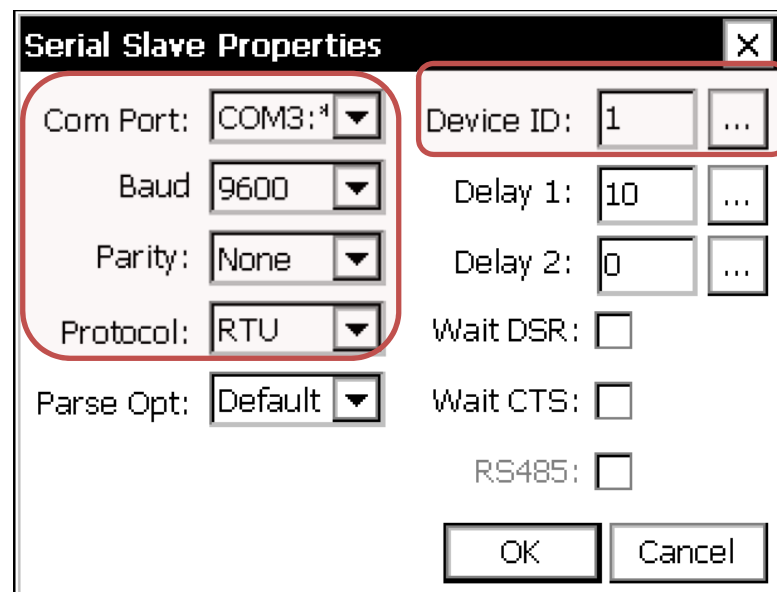 Serial Slave Properties
Com Port: COM3:*
Device ID: 1 ...
Baud 9600
Delay 1: 10 ...
Parity: None
Delay 2: 0 ...
Protocol: RTU
Wait DSR:
Parse Opt: Default
Wait CTS:
RS485:
OK Cancel